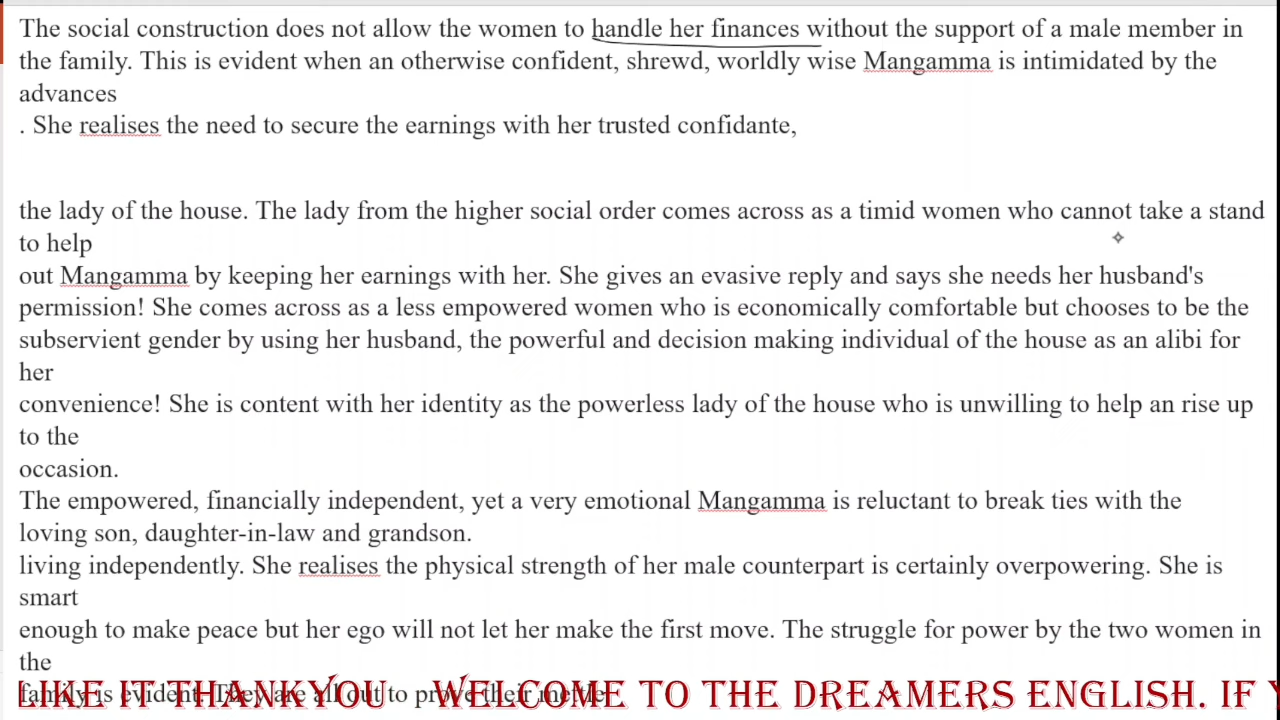 The social construction does not allow the women to handle her finances without the support of a male member in
the family. This is evident when an otherwise confident, shrewd, worldly wise Mangamma is intimidated by the
advances
. She realises the need to secure the earnings with her trusted confidante,
the lady of the house. The lady from the higher social order comes across as a timid women who cannot take a stand
to help
out Mangamma by keeping her earnings with her. She gives an evasive reply and says she needs her husband's
permission! She comes across as a less empowered women who is economically comfortable but chooses to be the
subservient gender by using her husband, the powerful and decision making individual of the house as an alibi for
her
convenience! She is content with her identity as the powerless lady of the house who is unwilling to help an rise up
to the
occasion.
The empowered, financially independent, yet a very emotional Mangamma is reluctant to break ties with the
loving son, daughter-in-law and grandson.
living independently. She realises the physical strength of her male counterpart is certainly overpowering. She is
smart
enough to make peace but her ego will not let her make the first move. The struggle for power by the two women in
the
family is evident. They are all out to prove their mettle
LIKE IT THANKYOU WELCOME TO THE DREAMERS ENGLISH. IF